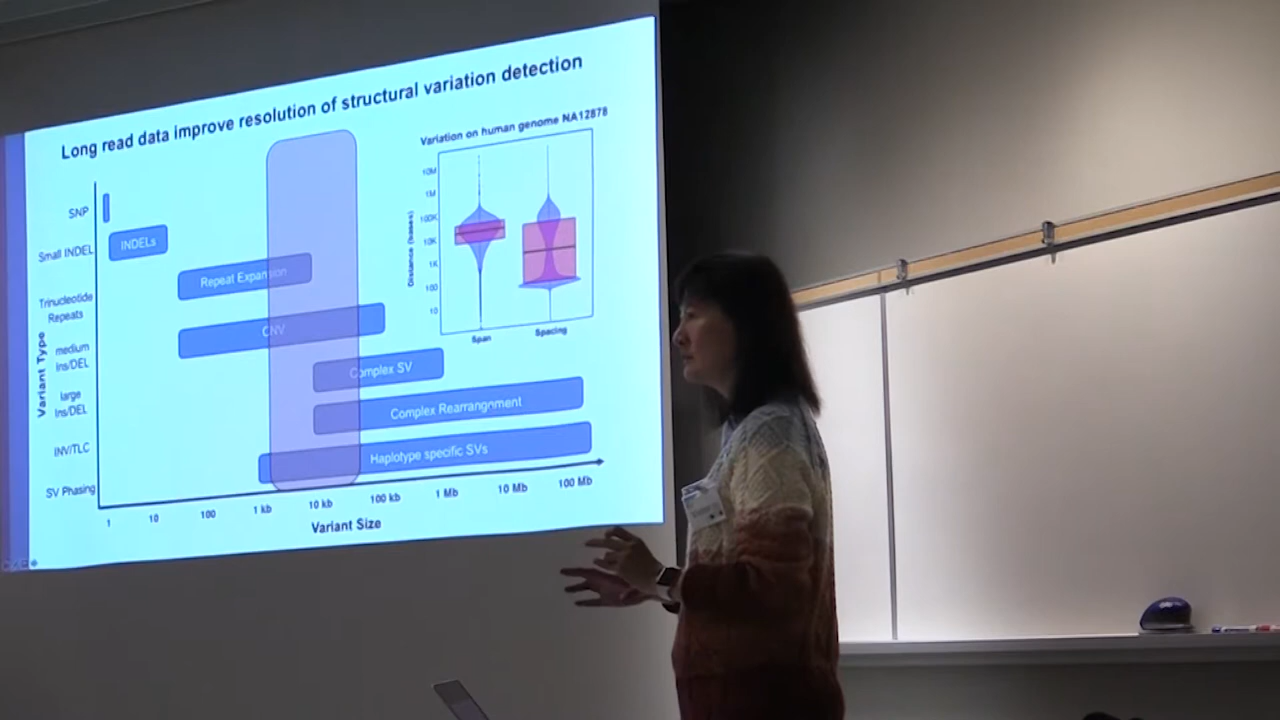 Long read data improve resolution of structural variation detection
Variant Type
SNP
Small INDEL
Trinucleotide
Repeats
medium
Ins/DEL
large
Ins/DEL
INV/TLC
SV Phasing
INDELs
Repeat Expansion
CNV
Complex SV
Complex Rearrangnment
Haplotype specific SVs
1
10
100
1 kb
10 kb
100 kb
1 Mb
10 Mb
100 Mb
Variant Size
Variation on human genome NA12878
Distance (bases)
10M
1M
100K
10K
1K
100
10
Span
Spacing